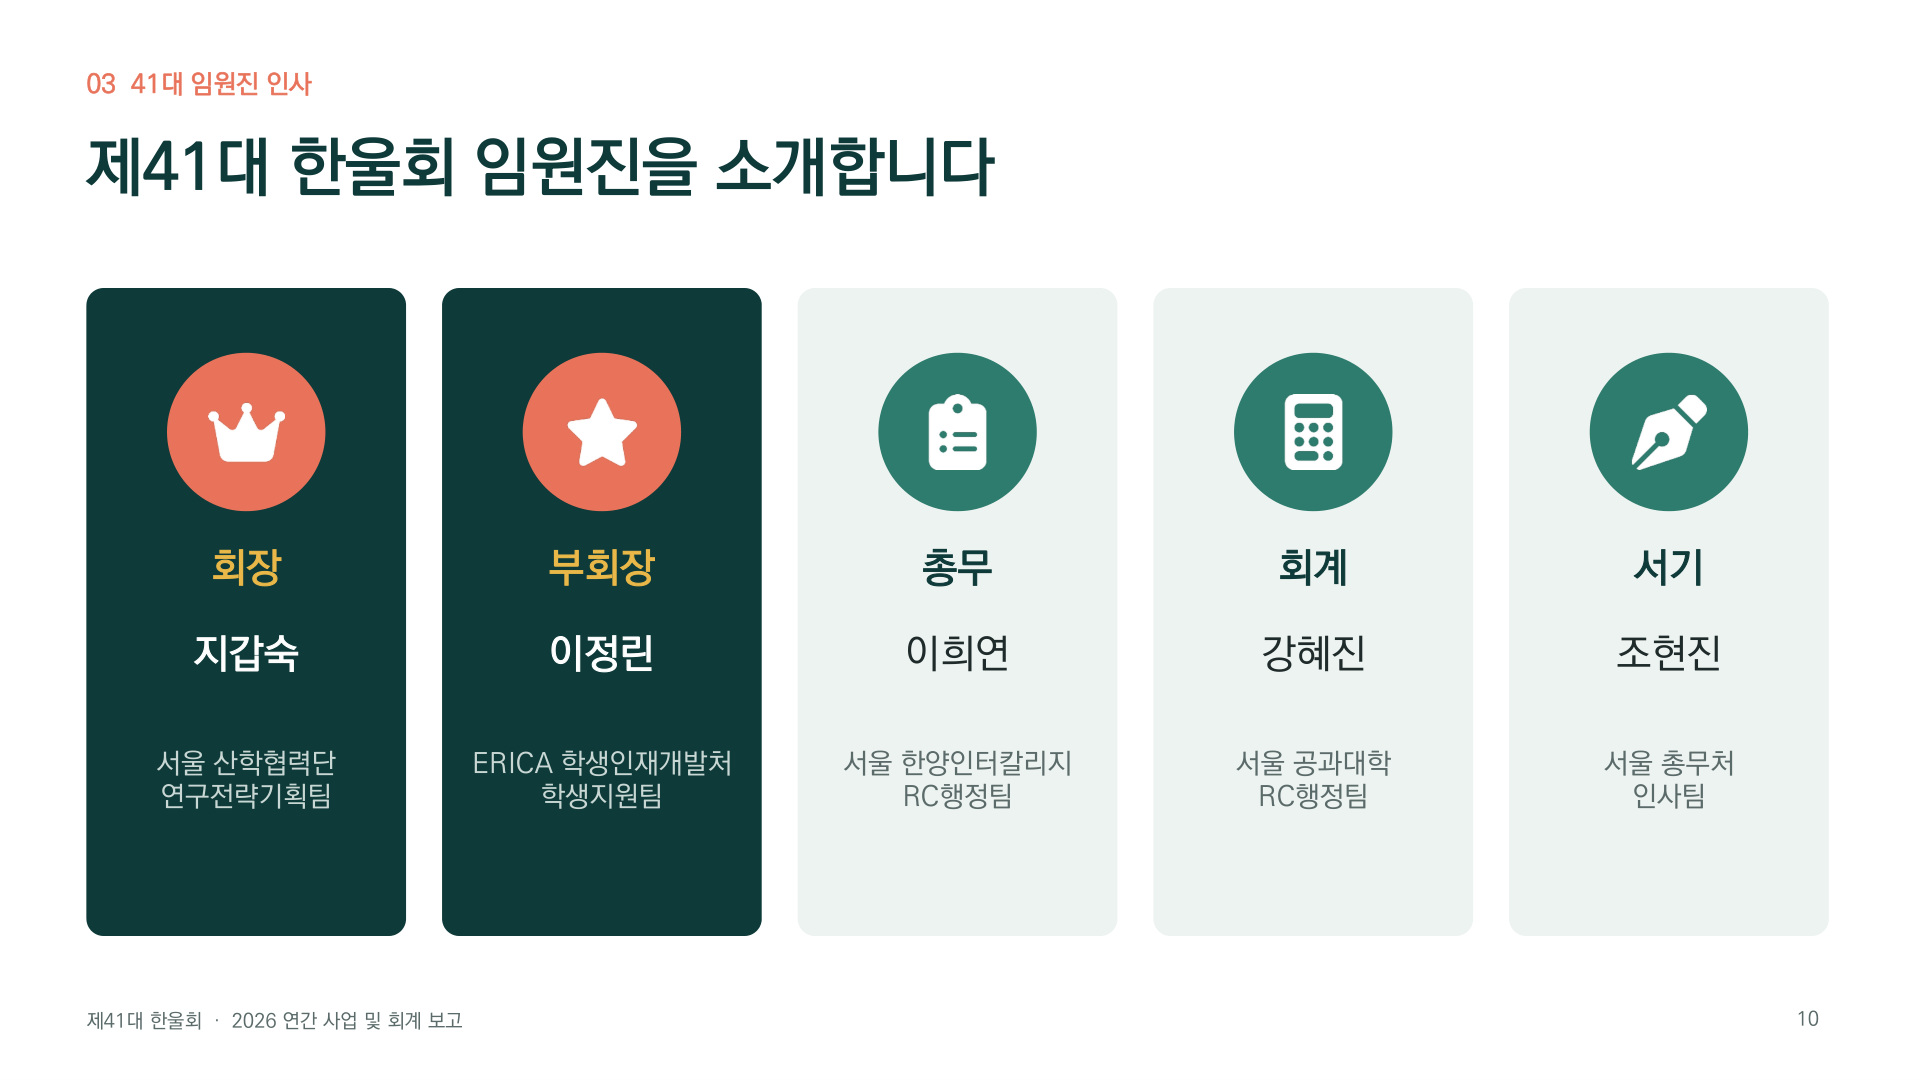 03 41대 임원진 인사
제41대 한울회 임원진을 소개합니다
회장
지갑숙
서울 산학협력단
연구전략기획팀
부회장
이정린
ERICA 학생인재개발처
학생지원팀
총무
이희연
서울 한양인터칼리지
RC행정팀
회계
강혜진
서울 공과대학
RC행정팀
서기
조현진
서울 총무처
인사팀
제41대 한울회 · 2026 연간 사업 및 회계 보고
10